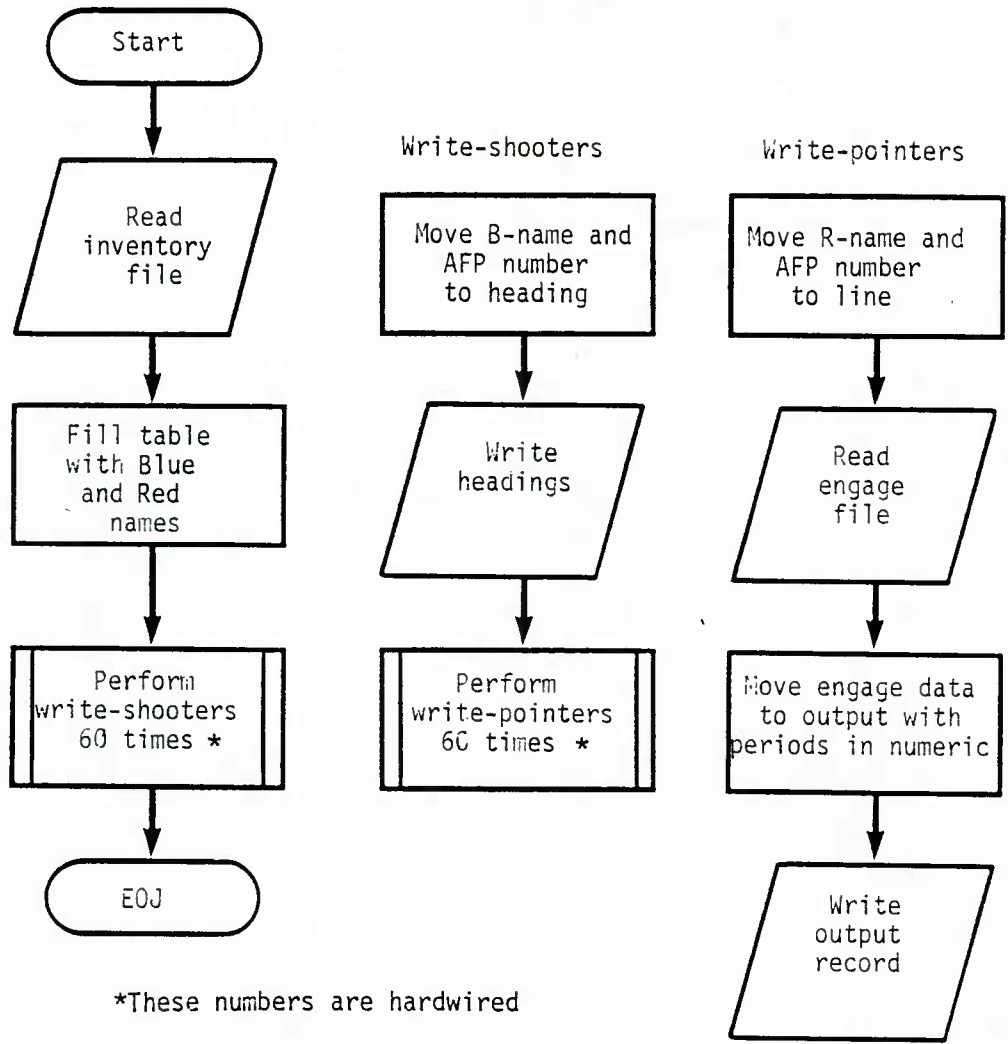 Start
Read
inventory
file
Fill table
with Blue
and Red
names
Perform
write-shooters
60 times *
EOJ
Write-shooters
Move B-name and
AFP number
to heading
Write
headings
Perform
write-pointers
60 times *
Write-pointers
Move R-name and
AFP number
to line
Read
engage
file
Move engage data
to output with
periods in numeric
Write
output
record
*These numbers are hardwired